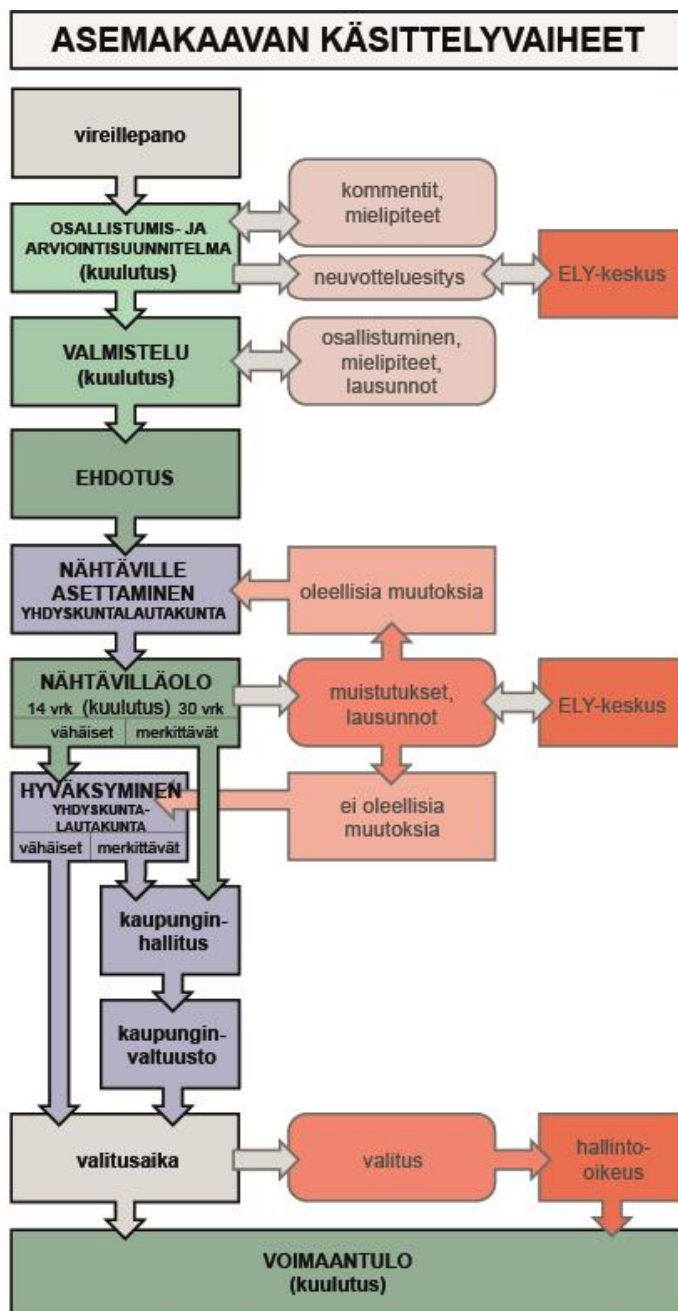 ASEMAKAAVAN KÄSITTELYVAIHEET
vireillepano
OSALLISTUMIS- JA
ARVIOINTISUUNNITELMA
(kuulutus)
kommentit,
mielipiteet
neuvotteluesitys
ELY-keskus
VALMISTELU
(kuulutus)
osallistuminen,
mielipiteet,
lausunnot
EHDOTUS
NÄHTÄVILLE
ASETTAMINEN
YHDYSKUNTALAUTAKUNTA
oleellisia muutoksia
NÄHTÄVILLÄOLO
14 vrk (kuulutus) 30 vrk
vähäiset merkittävät
muistutukset,
lausunnot
ELY-keskus
HYVÄKSYMINEN
YHDYSKUNTA-
LAUTAKUNTA
vähäiset merkittävät
ei oleellisia
muutoksia
kaupungin-
hallitus
kaupungin-
valtuusto
valitusaika
valitus
hallinto-
oikeus
VOIMAANTULO
(kuulutus)